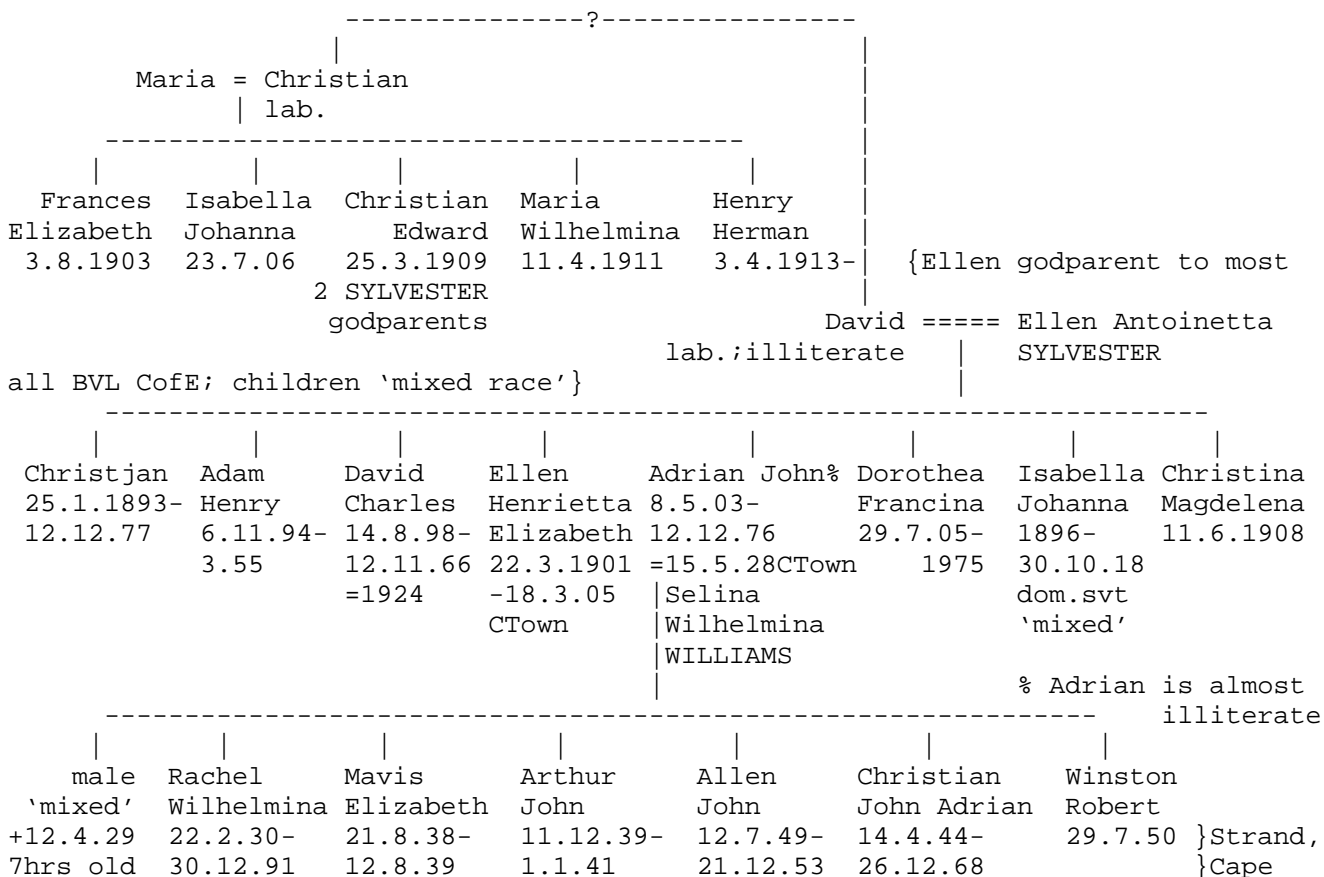 ---------------?----------------
| |
Maria = Christian |
| lab. |
---------------------------------------- |
| | | | | |
Frances Isabella Christian Maria Henry |
Elizabeth Johanna Edward Wilhelmina Herman |
3.8.1903 23.7.06 25.3.1909 11.4.1911 3.4.1913-| {Ellen godparent to most
2 SYLVESTER |
godparents David ===== Ellen Antoinetta
lab.;illiterate | SYLVESTER
all BVL CofE; children ‘mixed race’} |
---------------------------------------------------------------------
| | | | | | | |
Christjan Adam David Ellen Adrian John% Dorothea Isabella Christina
25.1.1893- Henry Charles Henrietta 8.5.03- Francina Johanna Magdelena
12.12.77 6.11.94- 14.8.98- Elizabeth 12.12.76 29.7.05- 1896- 11.6.1908
3.55 12.11.66 22.3.1901 =15.5.28CTown 1975 30.10.18
=1924 -18.3.05 |Selina dom.svt
CTown |Wilhelmina ‘mixed’
|WILLIAMS
| % Adrian is almost
-------------------------------------------------------------- illiterate
| | | | | | |
male Rachel Mavis Arthur Allen Christian Winston
‘mixed’ Wilhelmina Elizabeth John John John Adrian Robert
+12.4.29 22.2.30- 21.8.38- 11.12.39- 12.7.49- 14.4.44- 29.7.50 }Strand,
7hrs old 30.12.91 12.8.39 1.1.41 21.12.53 26.12.68 }Cape